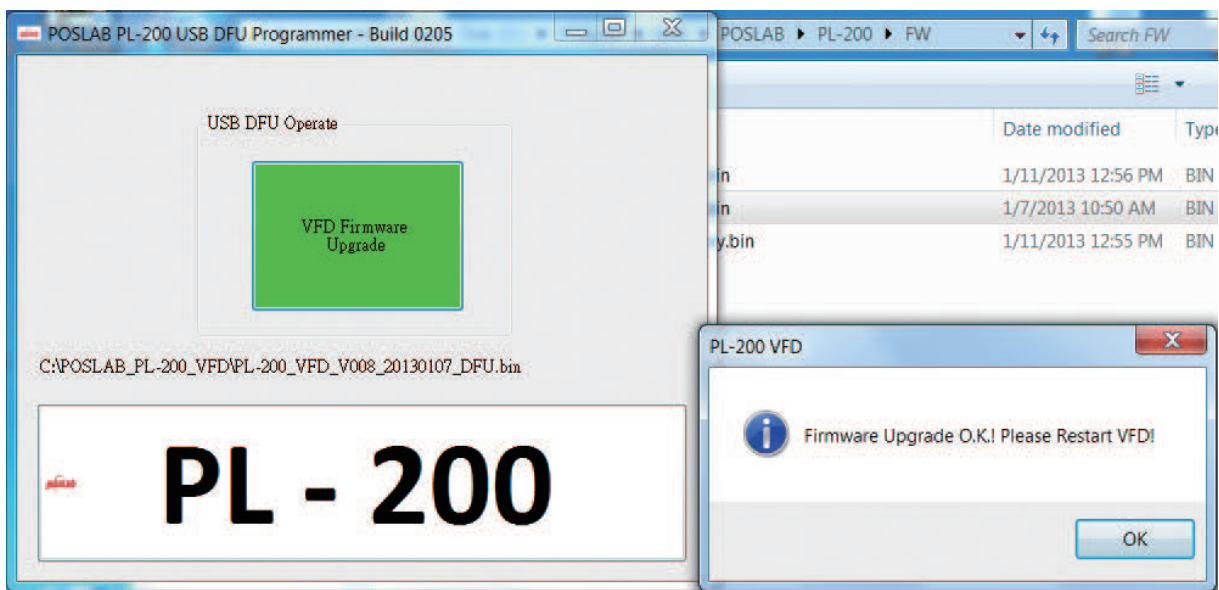 POSLAB PL-200 USB DFU Programmer - Build 0205
USB DFU Operate
VFD Firmware
Upgrade
C:\POSLAB_PL-200_VFD\PL-200_VFD_V008_20130107_DFU.bin
PL - 200
POSLAB ▸ PL-200 ▸ FW
Search FW
Date modified
Type
in
1/11/2013 12:56 PM
BIN
in
1/7/2013 10:50 AM
BIN
y.bin
1/11/2013 12:55 PM
BIN
PL-200 VFD
Firmware Upgrade O.K.! Please Restart VFD!
OK